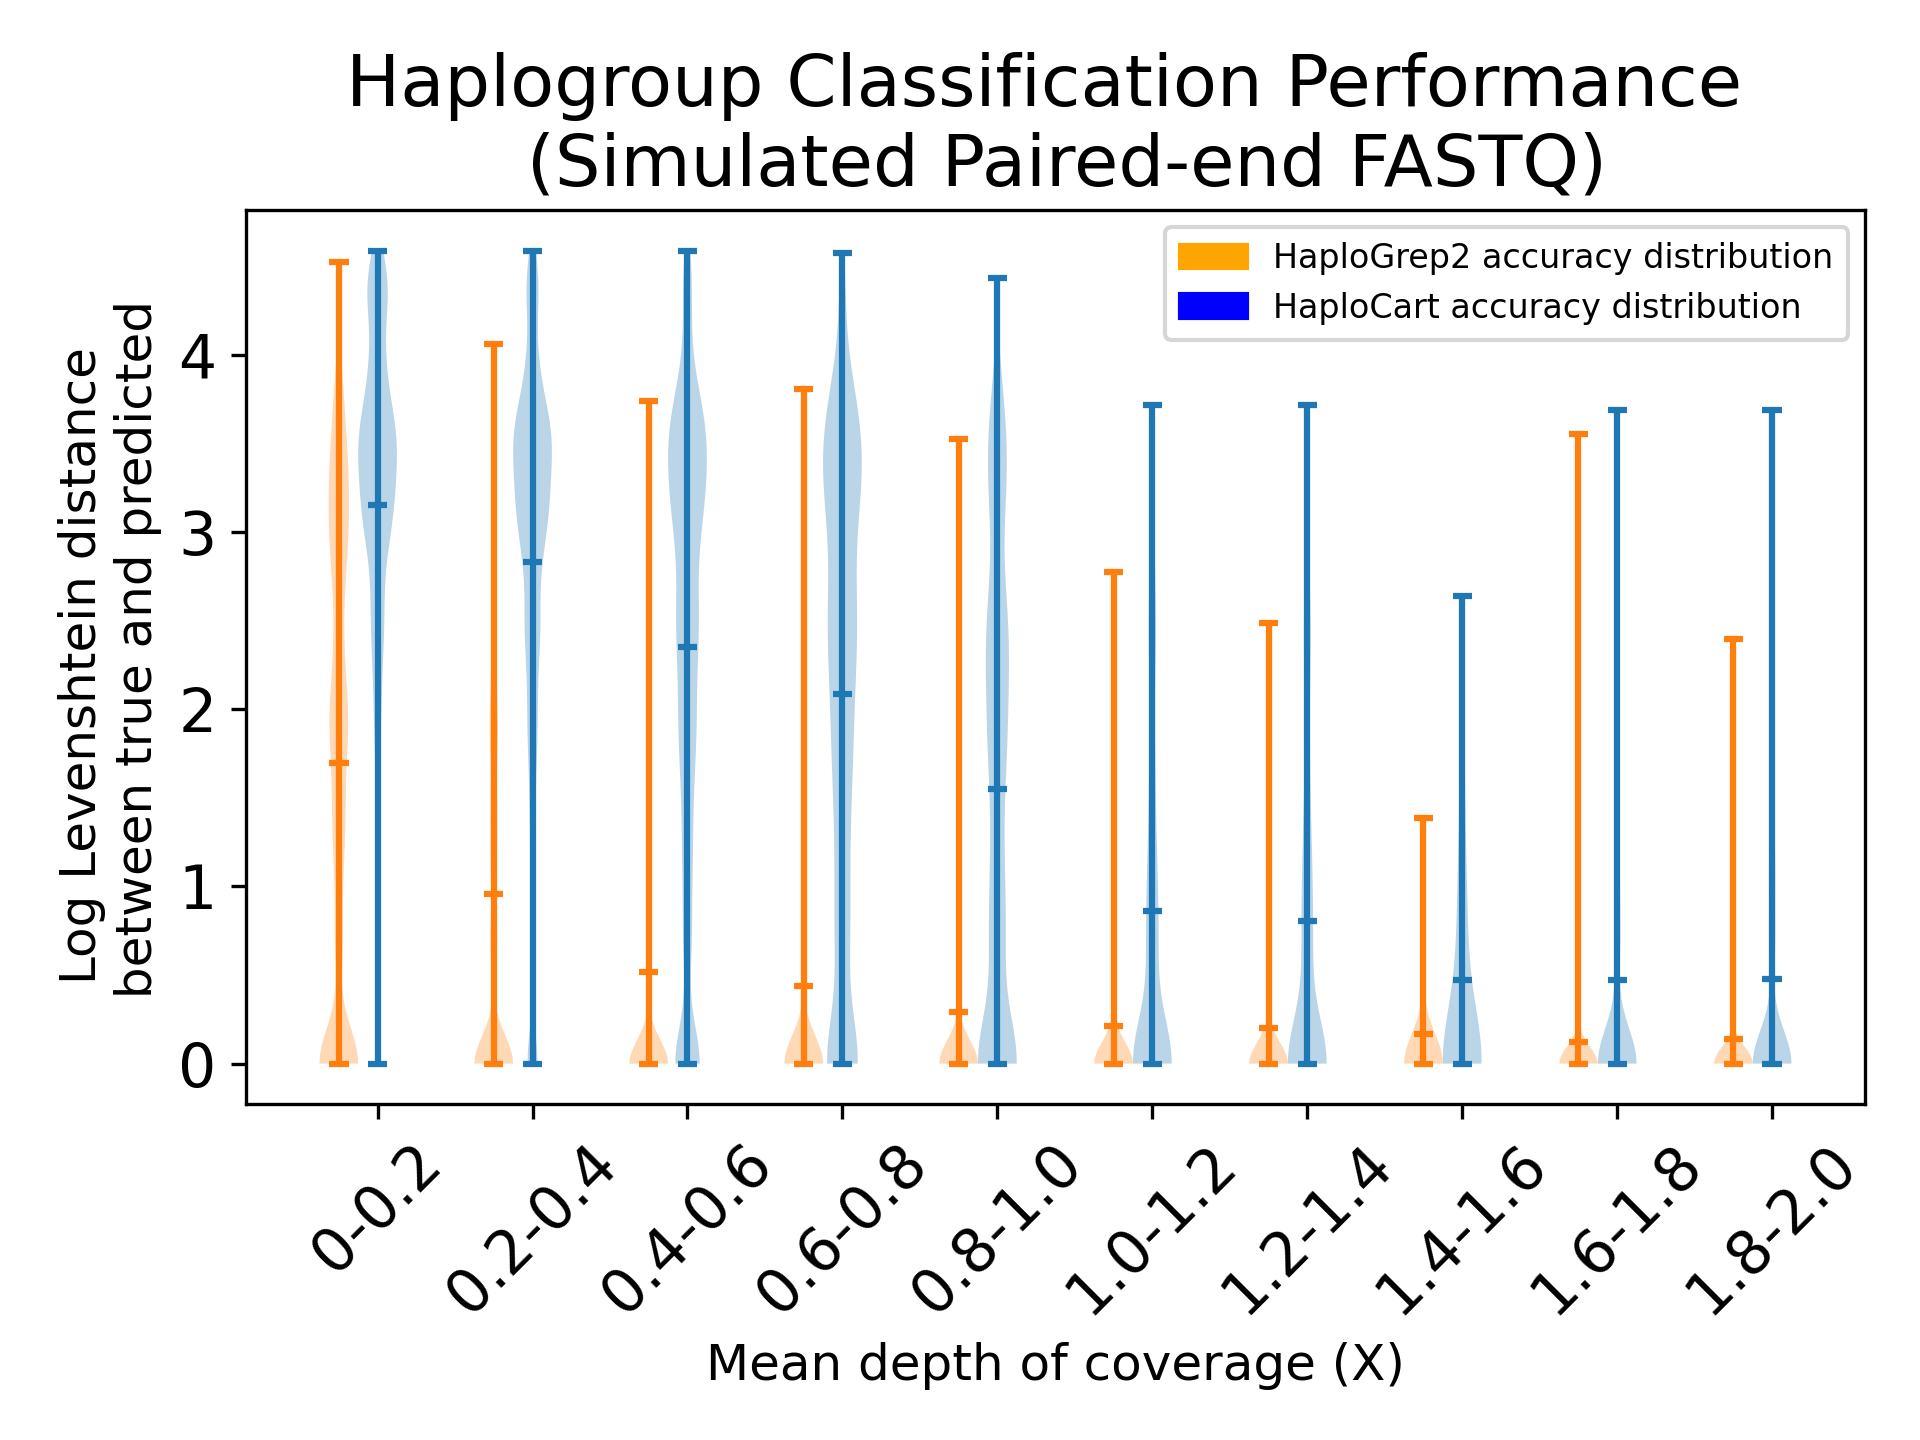 Haplogroup Classification Performance
(Simulated Paired-end FASTQ)
HaploGrep2 accuracy distribution
HaploCart accuracy distribution
Log Levenshtein distance
between true and predicted
4
3
2
1
0
0-0.2
0.2-0.4
0.4-0.6
0.6-0.8
0.8-1.0
1.0-1.2
1.2-1.4
1.4-1.6
1.6-1.8
1.8-2.0
Mean depth of coverage (X)